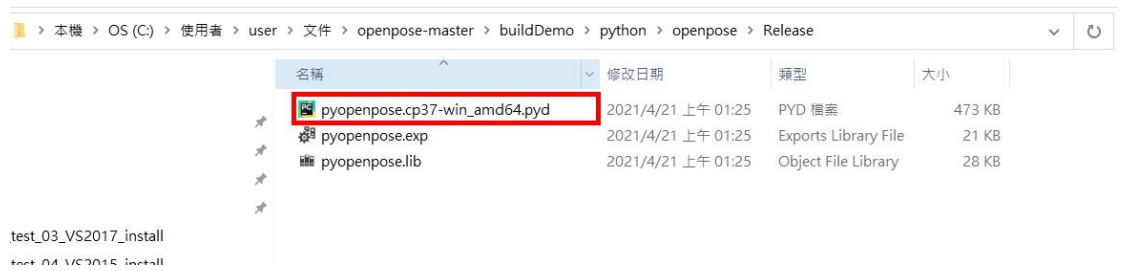 本機 > OS (C:) > 使用者 > user > 文件 > openpose-master > buildDemo > python > openpose > Release
名稱 修改日期 類型 大小
pyopenpose.cp37-win_amd64.pyd 2021/4/21 上午 01:25 PYD 檔案 473 KB
pyopenpose.exp 2021/4/21 上午 01:25 Exports Library File 21 KB
pyopenpose.lib 2021/4/21 上午 01:25 Object File Library 28 KB
test_03_VS2017_install
test_04_VS2015_install